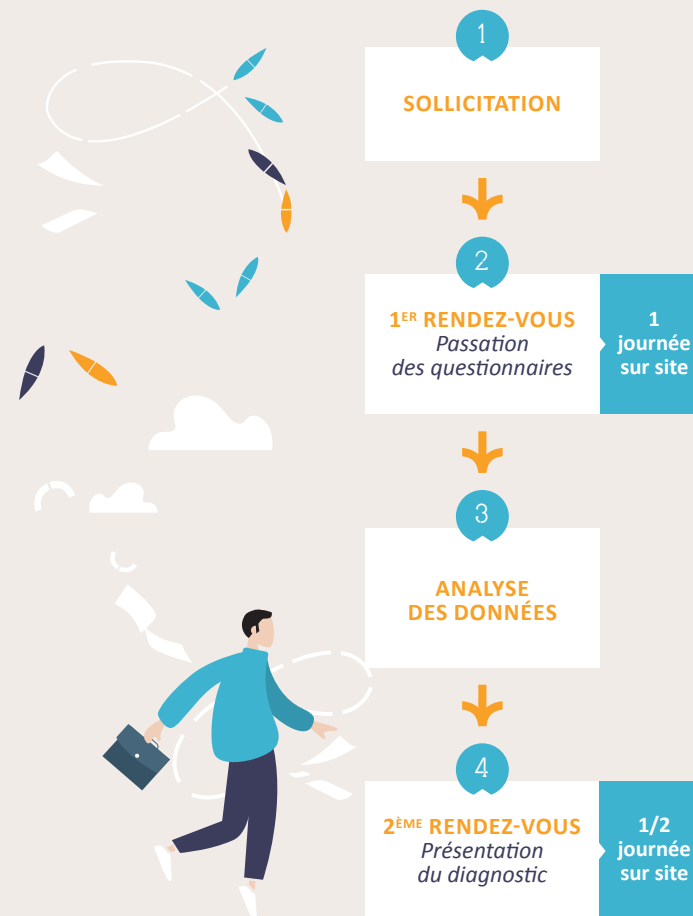 1
SOLLICITATION
2
1ER RENDEZ-VOUS
Passation
des questionnaires
1
journée
sur site
3
ANALYSE
DES DONNÉES
4
2ÈME RENDEZ-VOUS
Présentation
du diagnostic
1/2
journée
sur site